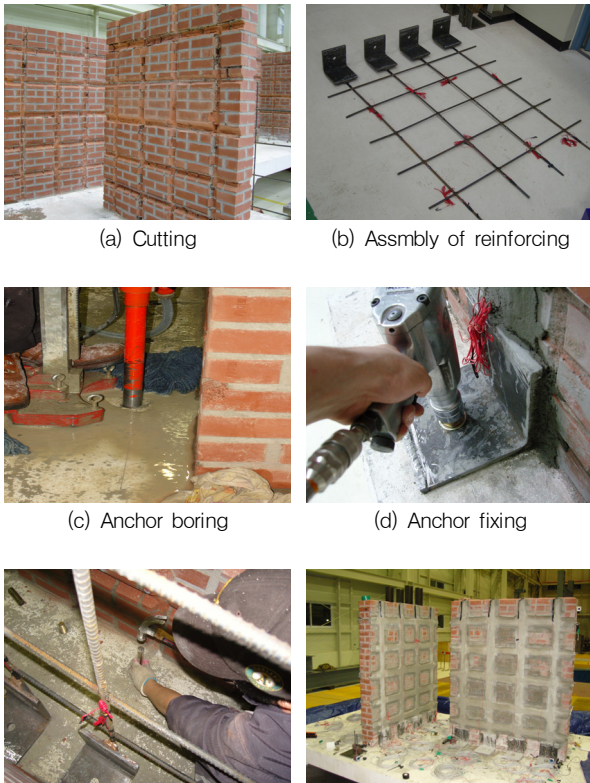 (a) Cutting
(b) Assmbly of reinforcing
(c) Anchor boring
(d) Anchor fixing